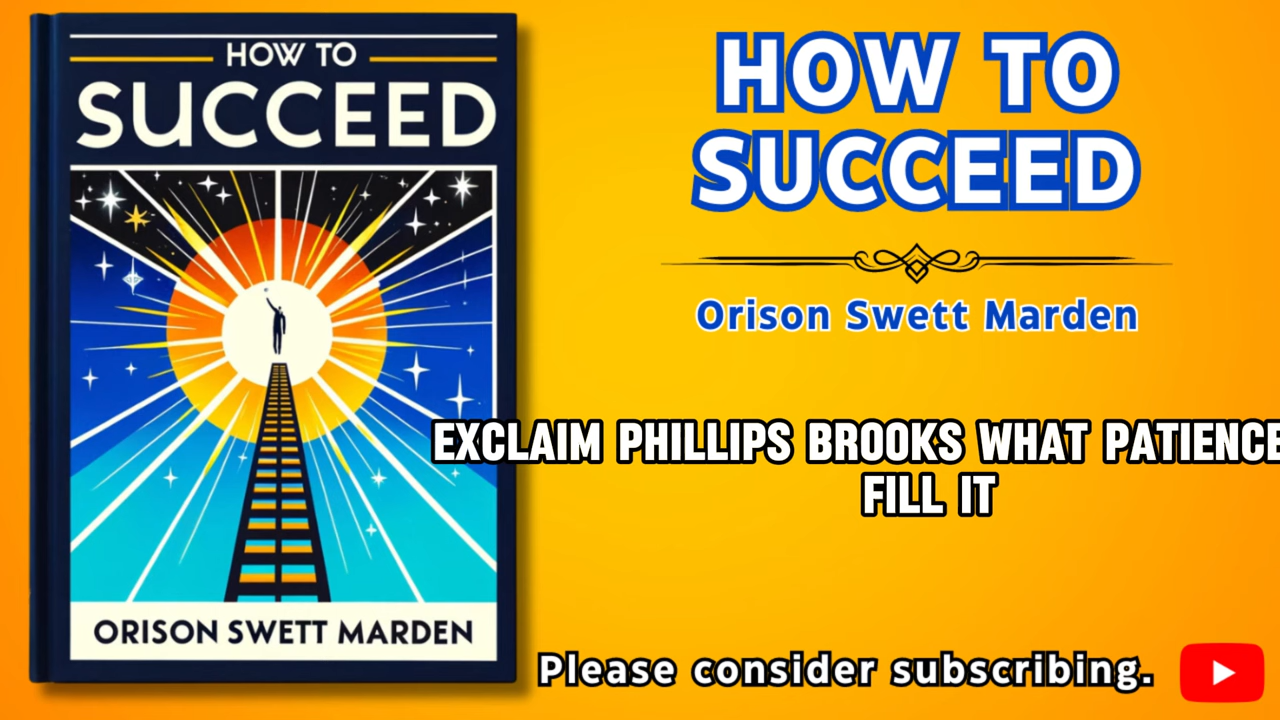 HOW TO
SUCCEED
ORISON SWETT MARDEN
HOW TO
SUCCEED
Orison Swett Marden
EXCLAIM PHILLIPS BROOKS WHAT PATIENCE
FILL IT
Please consider subscribing.